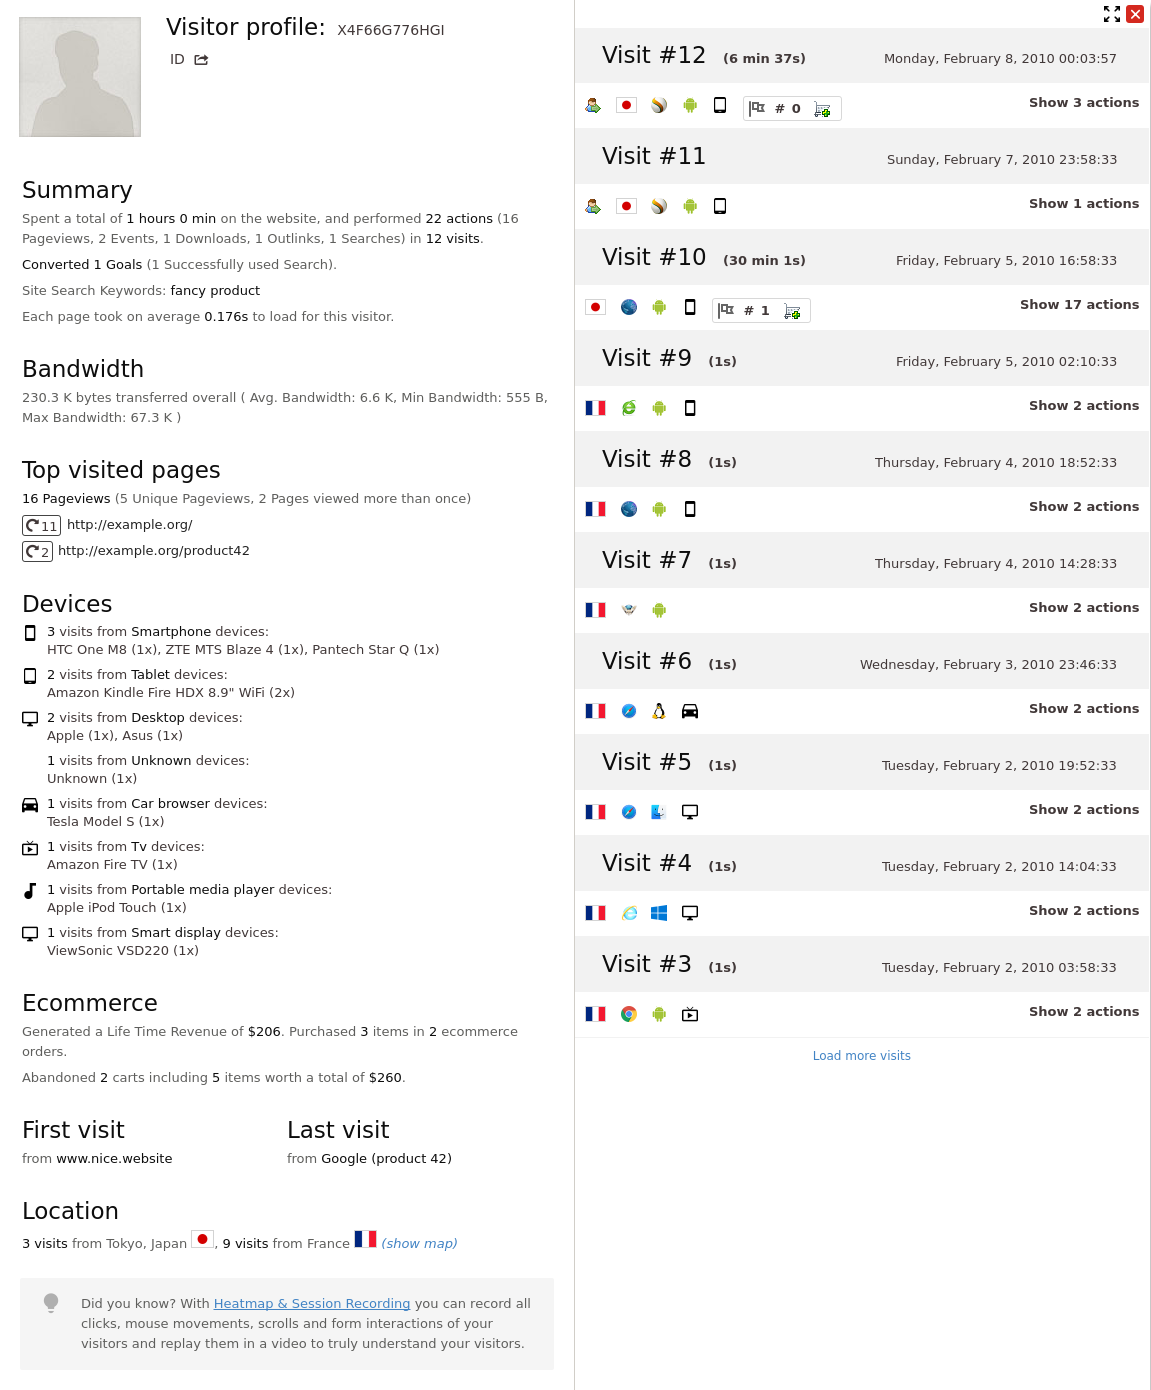 Visitor profile: X4F66G776HGI
ID
Summary
Spent a total of 1 hours 0 min on the website, and performed 22 actions (16
Pageviews, 2 Events, 1 Downloads, 1 Outlinks, 1 Searches) in 12 visits.
Converted 1 Goals (1 Successfully used Search).
Site Search Keywords: fancy product
Each page took on average 0.176s to load for this visitor.
Bandwidth
230.3 K bytes transferred overall ( Avg. Bandwidth: 6.6 K, Min Bandwidth: 555 B,
Max Bandwidth: 67.3 K )
Top visited pages
16 Pageviews (5 Unique Pageviews, 2 Pages viewed more than once)
11 http://example.org/
2 http://example.org/product42
Devices
3 visits from Smartphone devices:
HTC One M8 (1x), ZTE MTS Blaze 4 (1x), Pantech Star Q (1x)
2 visits from Tablet devices:
Amazon Kindle Fire HDX 8.9" WiFi (2x)
2 visits from Desktop devices:
Apple (1x), Asus (1x)
1 visits from Unknown devices:
Unknown (1x)
1 visits from Car browser devices:
Tesla Model S (1x)
1 visits from Tv devices:
Amazon Fire TV (1x)
1 visits from Portable media player devices:
Apple iPod Touch (1x)
1 visits from Smart display devices:
ViewSonic VSD220 (1x)
Ecommerce
Generated a Life Time Revenue of $206. Purchased 3 items in 2 ecommerce
orders.
Abandoned 2 carts including 5 items worth a total of $260.
First visit
from www.nice.website
Last visit
from Google (product 42)
Location
3 visits from Tokyo, Japan , 9 visits from France (show map)
Did you know? With Heatmap & Session Recording you can record all
clicks, mouse movements, scrolls and form interactions of your
visitors and replay them in a video to truly understand your visitors.
Visit #12 (6 min 37s) Monday, February 8, 2010 00:03:57
# 0 Show 3 actions
Visit #11 Sunday, February 7, 2010 23:58:33
Show 1 actions
Visit #10 (30 min 1s) Friday, February 5, 2010 16:58:33
# 1 Show 17 actions
Visit #9 (1s) Friday, February 5, 2010 02:10:33
Show 2 actions
Visit #8 (1s) Thursday, February 4, 2010 18:52:33
Show 2 actions
Visit #7 (1s) Thursday, February 4, 2010 14:28:33
Show 2 actions
Visit #6 (1s) Wednesday, February 3, 2010 23:46:33
Show 2 actions
Visit #5 (1s) Tuesday, February 2, 2010 19:52:33
Show 2 actions
Visit #4 (1s) Tuesday, February 2, 2010 14:04:33
Show 2 actions
Visit #3 (1s) Tuesday, February 2, 2010 03:58:33
Show 2 actions
Load more visits